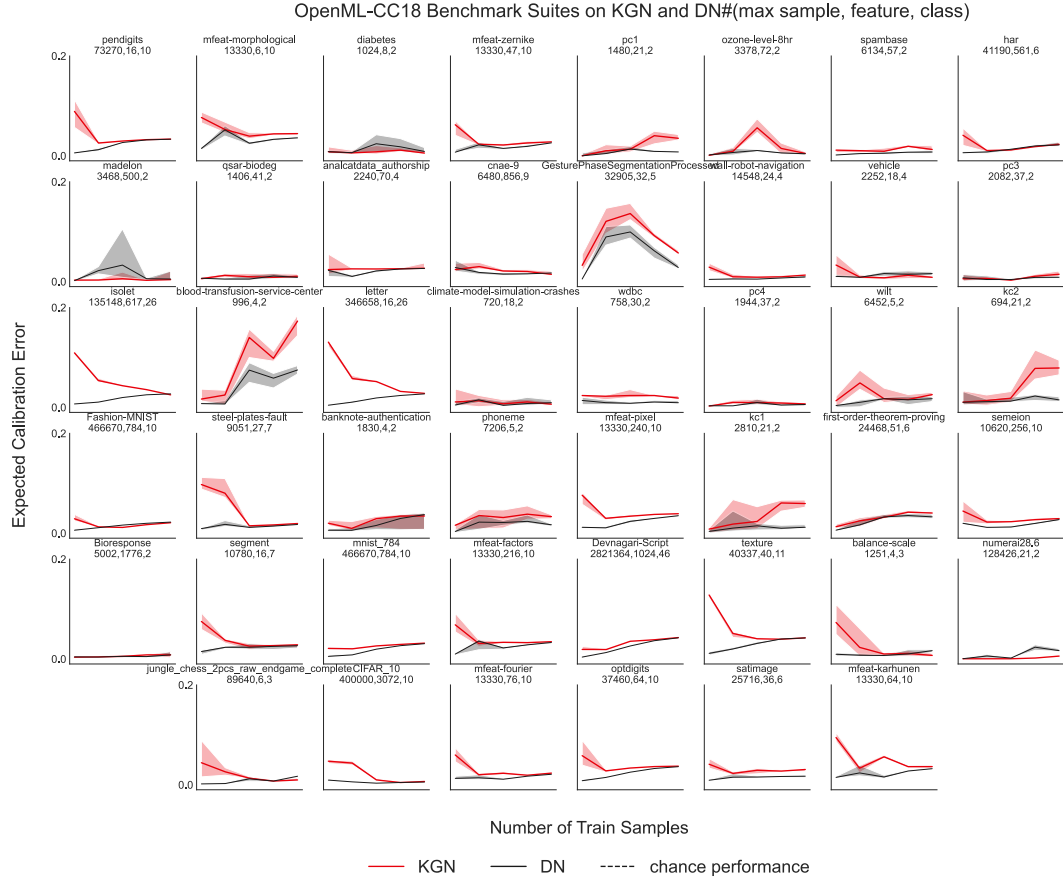 OpenML-CC18 Benchmark Suites on KGN and DN#(max sample, feature, class)
pendigits
73270,16,10
mfeat-morphological
13330,6,10
diabetes
1024,8,2
mfeat-zernike
13330,47,10
pc1
1480,21,2
ozone-level-8hr
3378,72,2
spambase
6134,57,2
har
41190,561,6
0.2
0.0
madelon
3468,500,2
qsar-biodeg
1406,41,2
analcatdata_authorship
2240,70,4
cnae-9
6480,856,9
GesturePhaseSegmentationProcessed
32905,32,5
wall-robot-navigation
14548,24,4
vehicle
2252,18,4
pc3
2082,37,2
0.2
0.0
isolet
135148,617,26
blood-transfusion-service-center
996,4,2
letter
346658,16,26
climate-model-simulation-crashes
720,18,2
wdbc
758,30,2
pc4
1944,37,2
wilt
6452,5,2
kc2
694,21,2
0.2
0.0
Fashion-MNIST
466670,784,10
steel-plates-fault
9051,27,7
banknote-authentication
1830,4,2
phoneme
7206,5,2
mfeat-pixel
13330,240,10
kc1
2810,21,2
first-order-theorem-proving
24468,51,6
semeion
10620,256,10
0.2
0.0
Bioresponse
5002,1776,2
segment
10780,16,7
mnist_784
466670,784,10
mfeat-factors
13330,216,10
Devnagari-Script
2821364,1024,46
texture
40337,40,11
balance-scale
1251,4,3
numerai28.6
128426,21,2
0.2
0.0
jungle_chess_2pcs_raw_endgame_complete
89640,6,3
CIFAR_10
400000,3072,10
mfeat-fourier
13330,76,10
optdigits
37460,64,10
satimage
25716,36,6
mfeat-karhunen
13330,64,10
0.2
0.0
Expected Calibration Error
Number of Train Samples
KGN
DN
chance performance